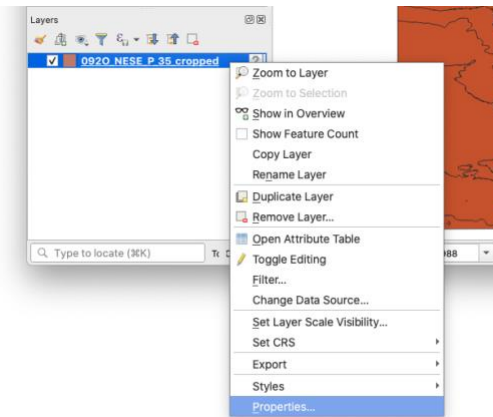 Layers
092O_NESE_P_35_cropped
Zoom to Layer
Zoom to Selection
Show in Overview
Show Feature Count
Copy Layer
Rename Layer
Duplicate Layer
Remove Layer...
Open Attribute Table
Toggle Editing
Filter...
Change Data Source...
Set Layer Scale Visibility...
Set CRS
Export
Styles
Properties...
Type to locate (⌘K)
988